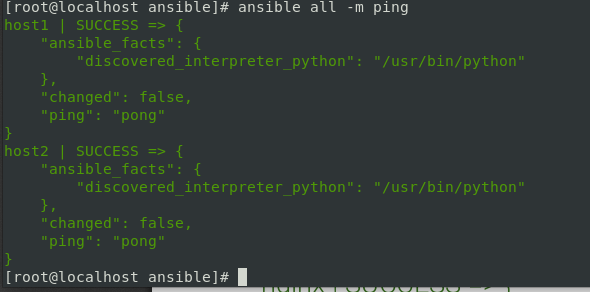 [root@localhost ansible]# ansible all -m ping
host1 | SUCCESS => {
    "ansible_facts": {
        "discovered_interpreter_python": "/usr/bin/python"
    },
    "changed": false,
    "ping": "pong"
}
host2 | SUCCESS => {
    "ansible_facts": {
        "discovered_interpreter_python": "/usr/bin/python"
    },
    "changed": false,
    "ping": "pong"
}
[root@localhost ansible]#